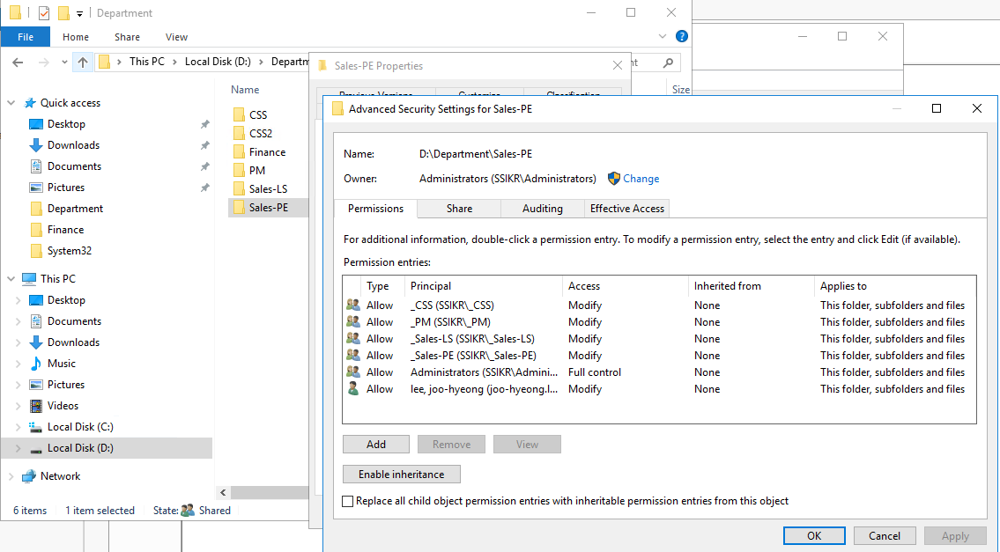 Department
File Home Share View
This PC Local Disk (D:)
Name Size
Quick access
Desktop
Downloads
Documents
Pictures
Department
Finance
System32
This PC
Desktop
Documents
Downloads
Music
Pictures
Videos
Local Disk (C:)
Local Disk (D:)
Network
CSS
CSS2
Finance
PM
Sales-LS
Sales-PE
6 items 1 item selected State: Shared
Sales-PE Properties
Advanced Security Settings for Sales-PE
Name: D:\Department\Sales-PE
Owner: Administrators (SSIKR\Administrators) Change
Permissions Share Auditing Effective Access
For additional information, double-click a permission entry. To modify a permission entry, select the entry and click Edit (if available).
Permission entries:
Type Principal Access Inherited from Applies to
Allow _CSS (SSIKR\_CSS) Modify None This folder, subfolders and files
Allow _PM (SSIKR\_PM) Modify None This folder, subfolders and files
Allow _Sales-LS (SSIKR\_Sales-LS) Modify None This folder, subfolders and files
Allow _Sales-PE (SSIKR\_Sales-PE) Modify None This folder, subfolders and files
Allow Administrators (SSIKR\Admini... Full control None This folder, subfolders and files
Allow lee, joo-hyeong (joo-hyeong.l... Modify None This folder, subfolders and files
Add Remove View
Enable inheritance
Replace all child object permission entries with inheritable permission entries from this object
OK Cancel Apply